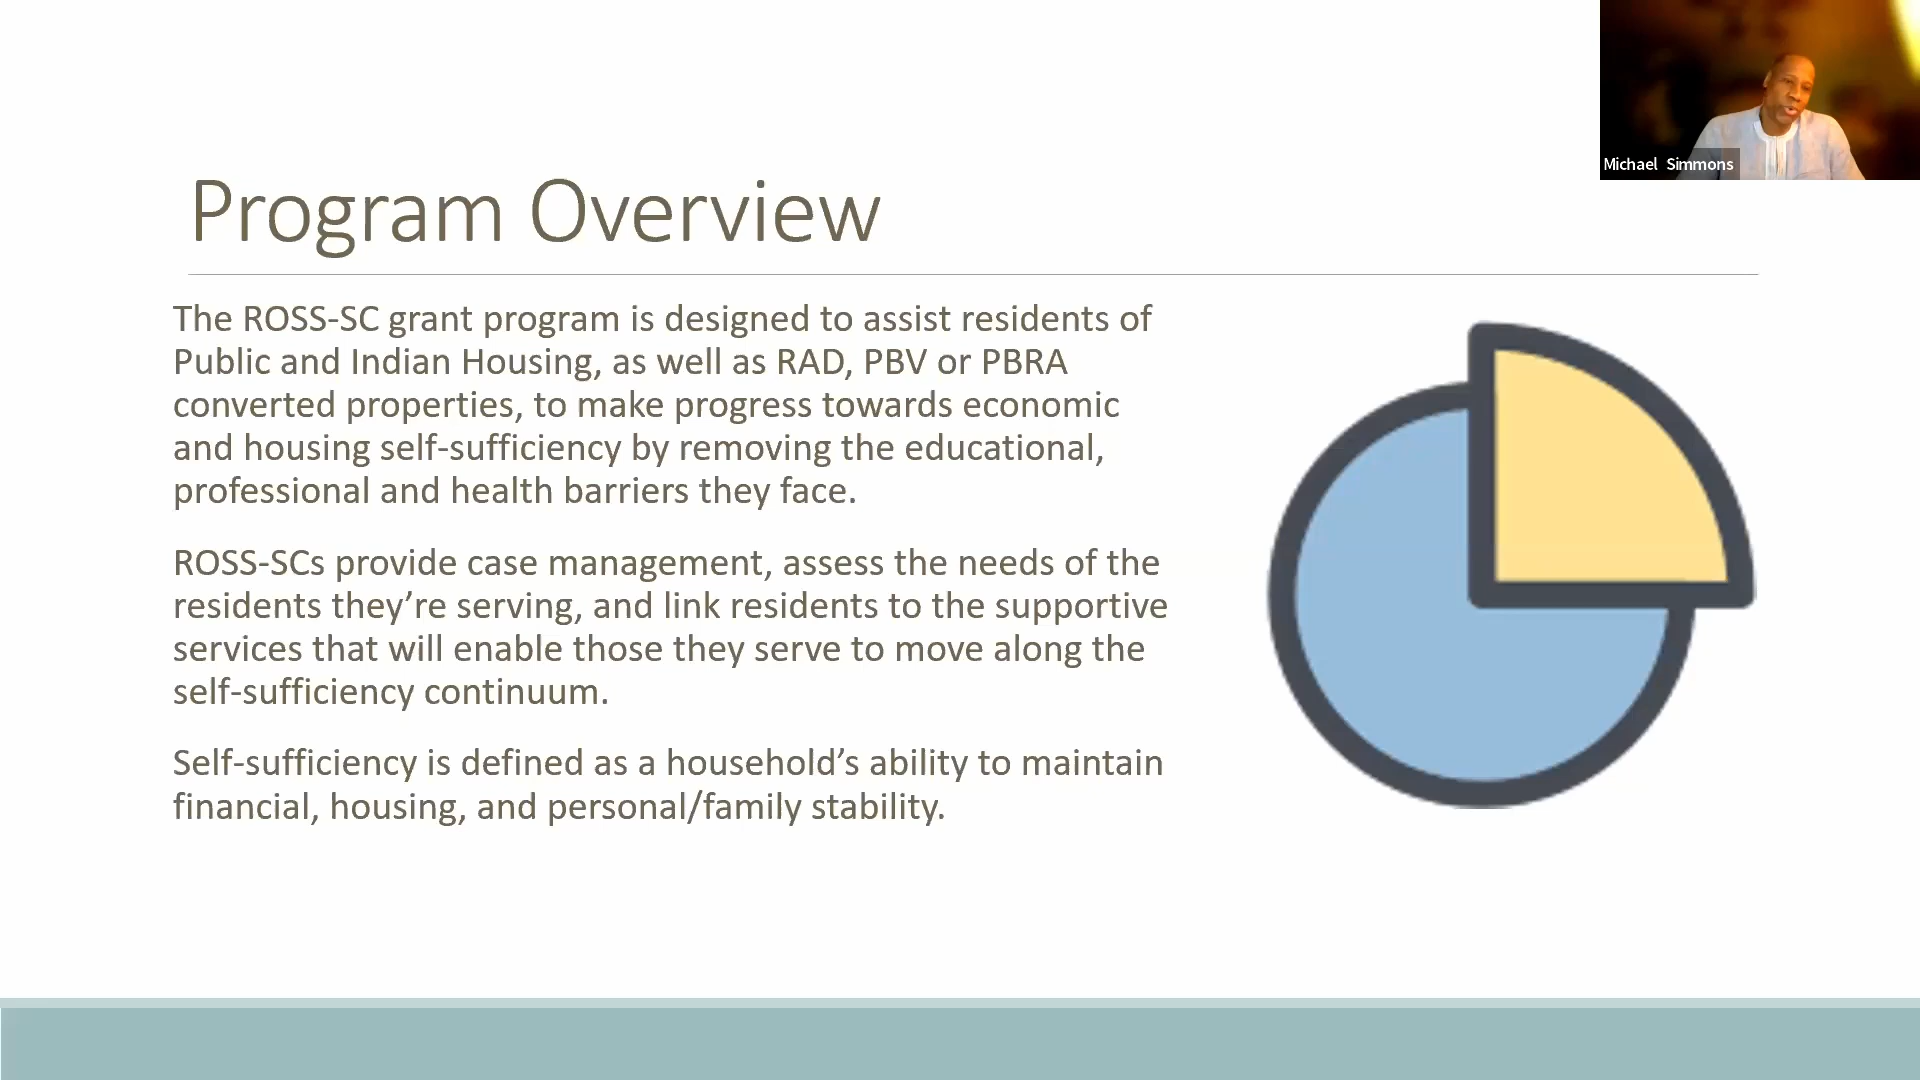 Michael Simmons
Program Overview
The ROSS-SC grant program is designed to assist residents of
Public and Indian Housing, as well as RAD, PBV or PBRA
converted properties, to make progress towards economic
and housing self-sufficiency by removing the educational,
professional and health barriers they face.
ROSS-SCs provide case management, assess the needs of the
residents they’re serving, and link residents to the supportive
services that will enable those they serve to move along the
self-sufficiency continuum.
Self-sufficiency is defined as a household’s ability to maintain
financial, housing, and personal/family stability.